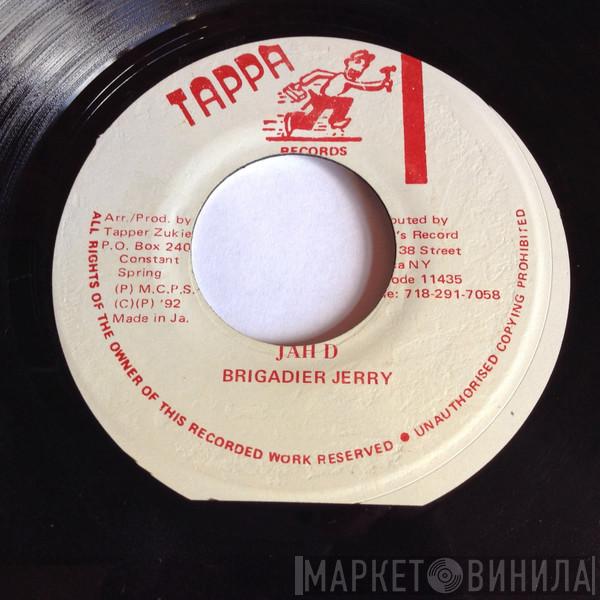 TAPPA
RECORDS
Arr./Prod. by
Tapper Zukie
P.O. Box 240
Constant
Spring
(P) M.C.P.S.
(C)(P) '92
Made in Ja.
buted by
's Record
38 Street
ca NY
ode 11435
ne: 718-291-7058
JAH D
BRIGADIER JERRY
ALL RIGHTS OF THE OWNER OF THIS RECORDED WORK RESERVED ● UNAUTHORISED COPYING PROHIBITED
МАРКЕТ ВИНИЛА